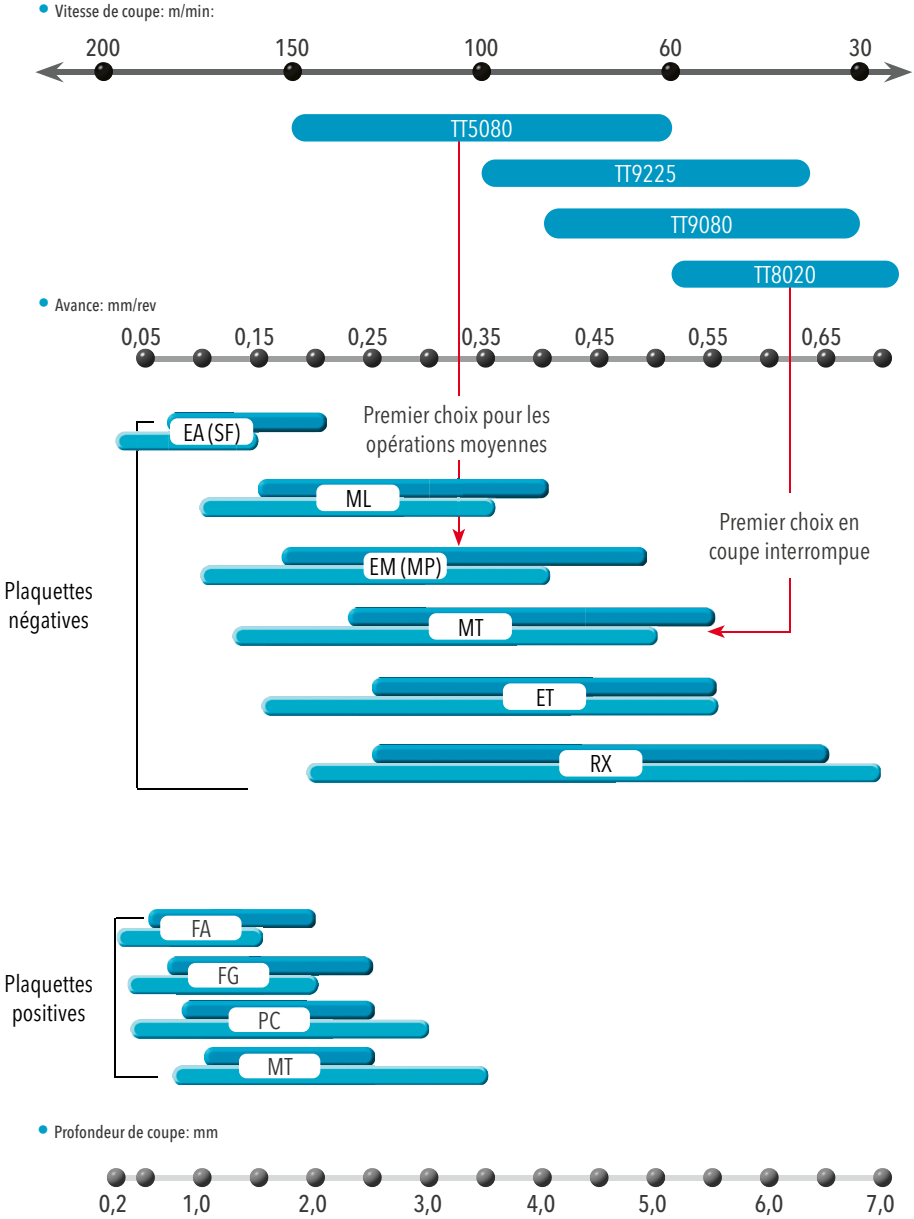 • Vitesse de coupe: m/min:
200 150 100 60 30
TT5080
TT9225
TT9080
TT8020
• Avance: mm/rev
0,05 0,15 0,25 0,35 0,45 0,55 0,65
Premier choix pour les
opérations moyennes
EA (SF)
ML
Premier choix en
coupe interrompue
EM (MP)
Plaquettes
négatives
MT
ET
RX
FA
FG
Plaquettes
positives
PC
MT
• Profondeur de coupe: mm
0,2 1,0 2,0 3,0 4,0 5,0 6,0 7,0